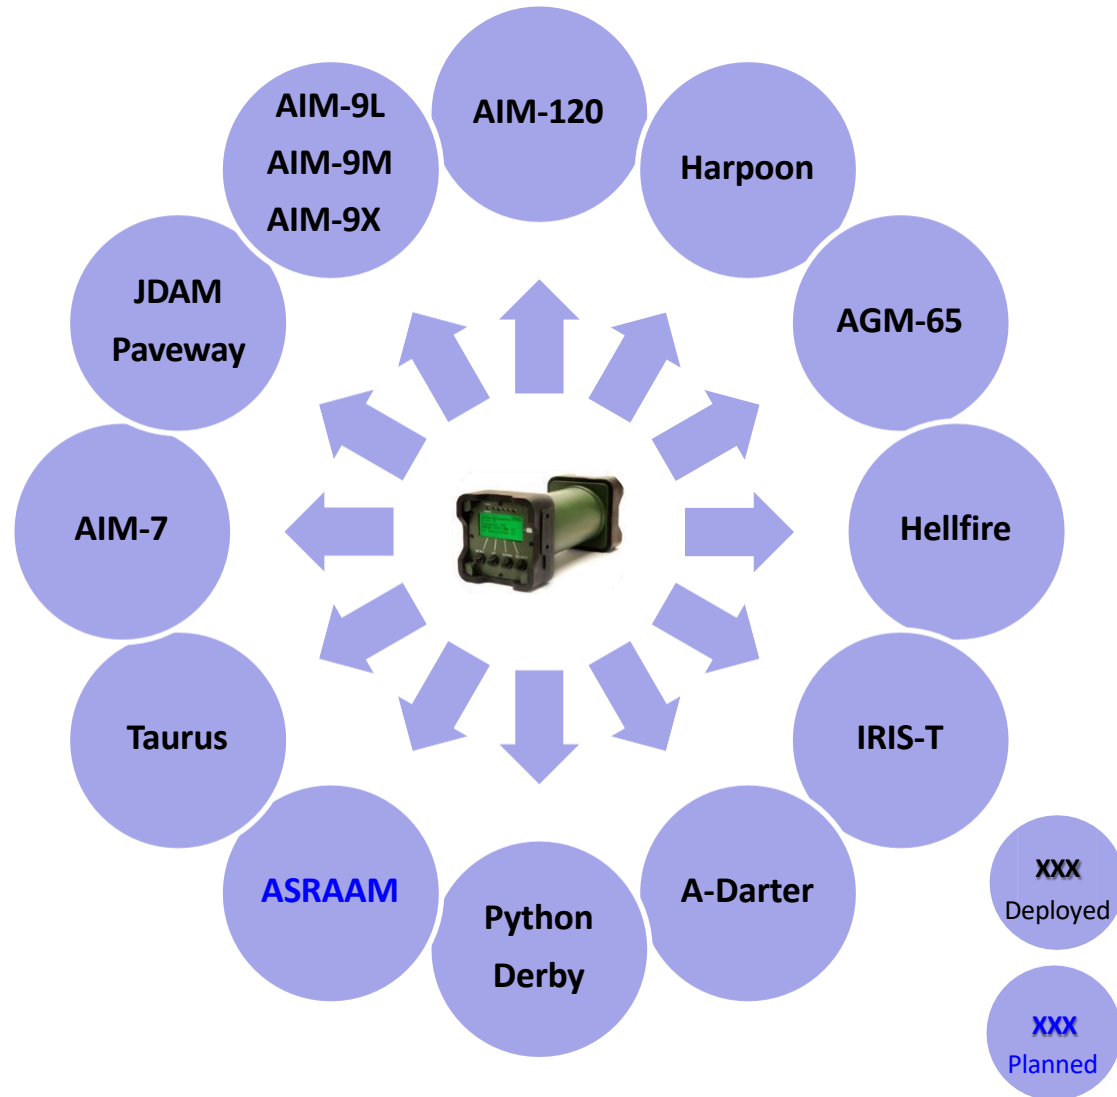 AIM-120
Harpoon
AGM-65
Hellfire
IRIS-T
A-Darter
Python
Derby
ASRAAM
Taurus
AIM-7
JDAM
Paveway
AIM-9L
AIM-9M
AIM-9X
XXX
Deployed
XXX
Planned